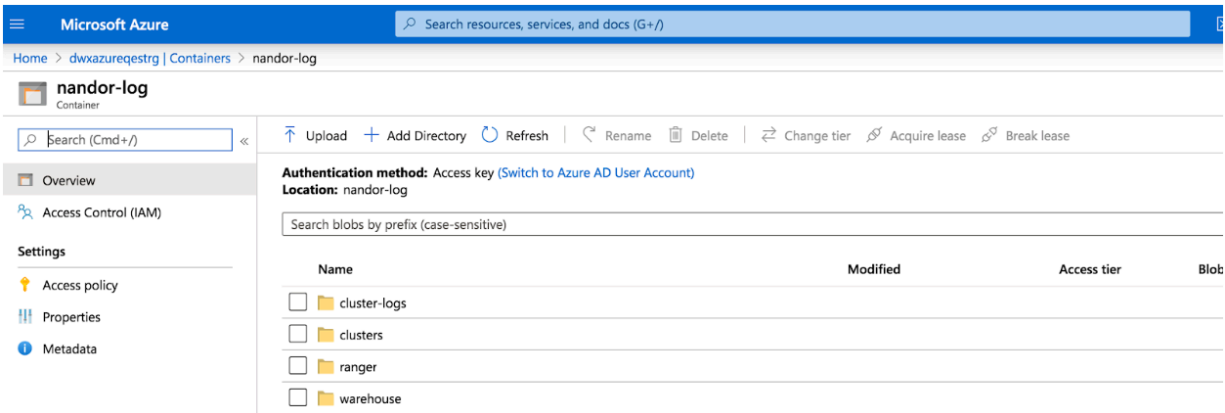 Microsoft Azure
Search resources, services, and docs (G+/)
Home > dwxazureqestrg | Containers > nandor-log
nandor-log
Container
Search (Cmd+/)
«
Upload
Add Directory
Refresh
Rename
Delete
Change tier
Acquire lease
Break lease
Overview
Access Control (IAM)
Settings
Access policy
Properties
Metadata
Authentication method: Access key (Switch to Azure AD User Account)
Location: nandor-log
Search blobs by prefix (case-sensitive)
Name Modified Access tier Blob
cluster-logs
clusters
ranger
warehouse